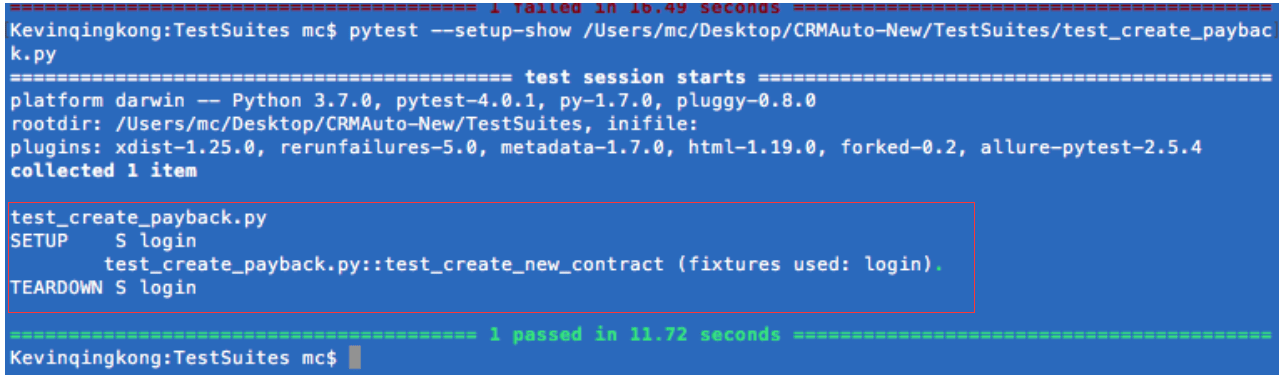 ========================================= 1 failed in 16.49 seconds ==========================================
Kevinqingkong:TestSuites mc$ pytest --setup-show /Users/mc/Desktop/CRMAuto-New/TestSuites/test_create_paybac
k.py
============================================ test session starts =============================================
platform darwin -- Python 3.7.0, pytest-4.0.1, py-1.7.0, pluggy-0.8.0
rootdir: /Users/mc/Desktop/CRMAuto-New/TestSuites, inifile:
plugins: xdist-1.25.0, rerunfailures-5.0, metadata-1.7.0, html-1.19.0, forked-0.2, allure-pytest-2.5.4
collected 1 item
test_create_payback.py
SETUP    S login
        test_create_payback.py::test_create_new_contract (fixtures used: login).
TEARDOWN S login
========================================= 1 passed in 11.72 seconds ==========================================
Kevinqingkong:TestSuites mc$